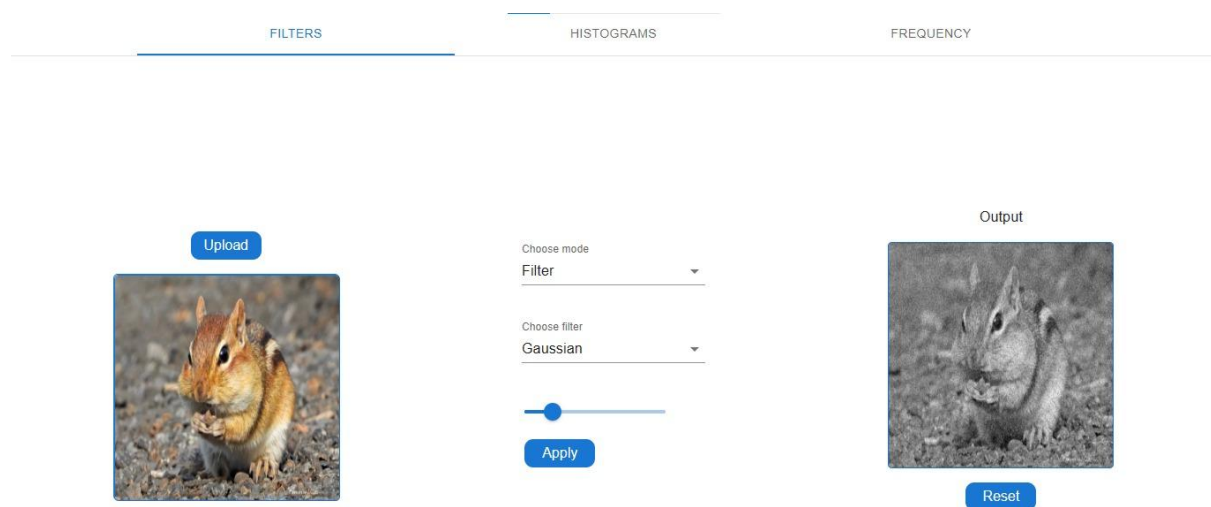 FILTERS
HISTOGRAMS
FREQUENCY
Output
Upload
Choose mode
Filter
Choose filter
Gaussian
Apply
Reset